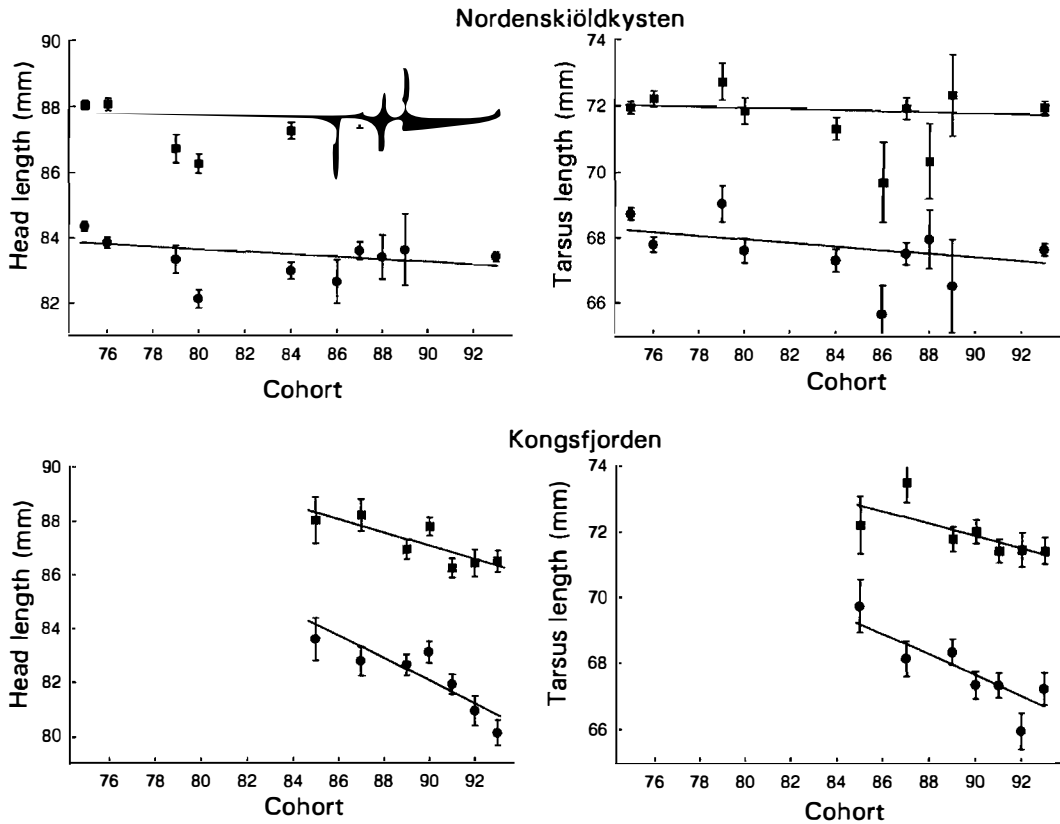 Nordenskiöldkysten
Head length (mm)
90
88
86
84
82
76 78 80 82 84 86 88 90 92
Cohort
Tarsus length (mm)
74
72
70
68
66
76 78 80 82 84 86 88 90 92
Cohort
Kongsfjorden
Head length (mm)
90
88
86
84
82
80
76 78 80 82 84 86 88 90 92
Cohort
Tarsus length (mm)
74
72
70
68
66
76 78 80 82 84 86 88 90 92
Cohort